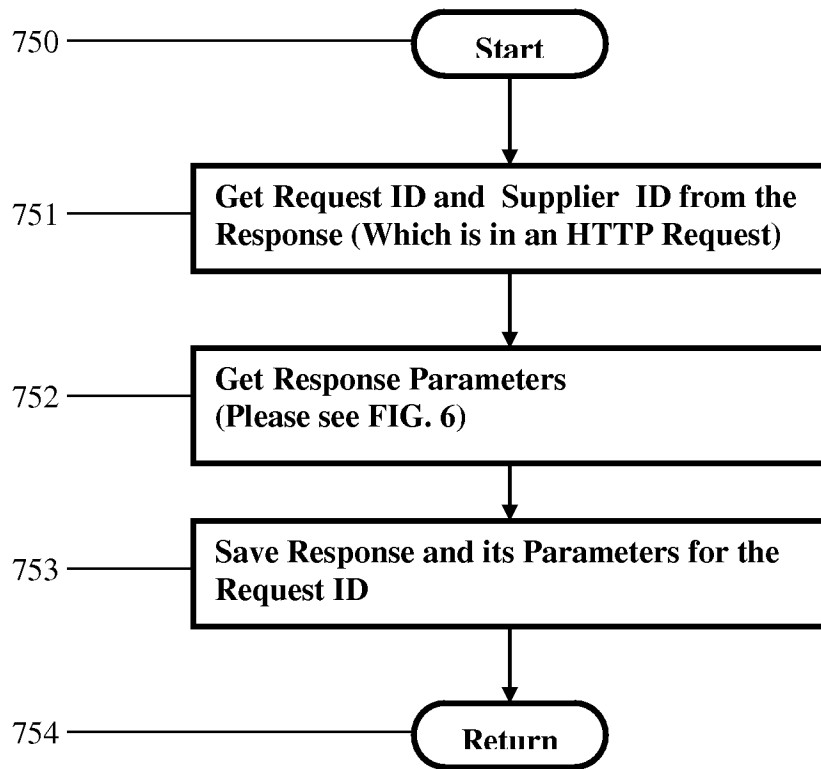 750
Start
751
Get Request ID and Supplier ID from the
Response (Which is in an HTTP Request)
752
Get Response Parameters
(Please see FIG. 6)
753
Save Response and its Parameters for the
Request ID
754
Return